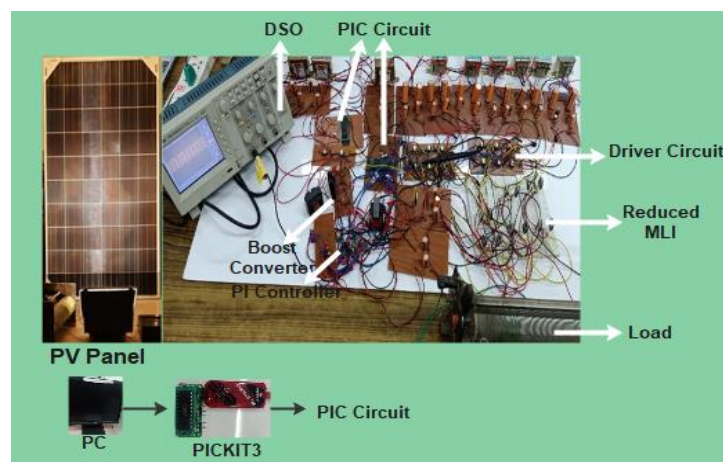 DSO
PIC Circuit
Driver Circuit
Reduced
MLI
Boost
Converter
PI Controller
Load
PV Panel
PC
PICKIT3
PIC Circuit